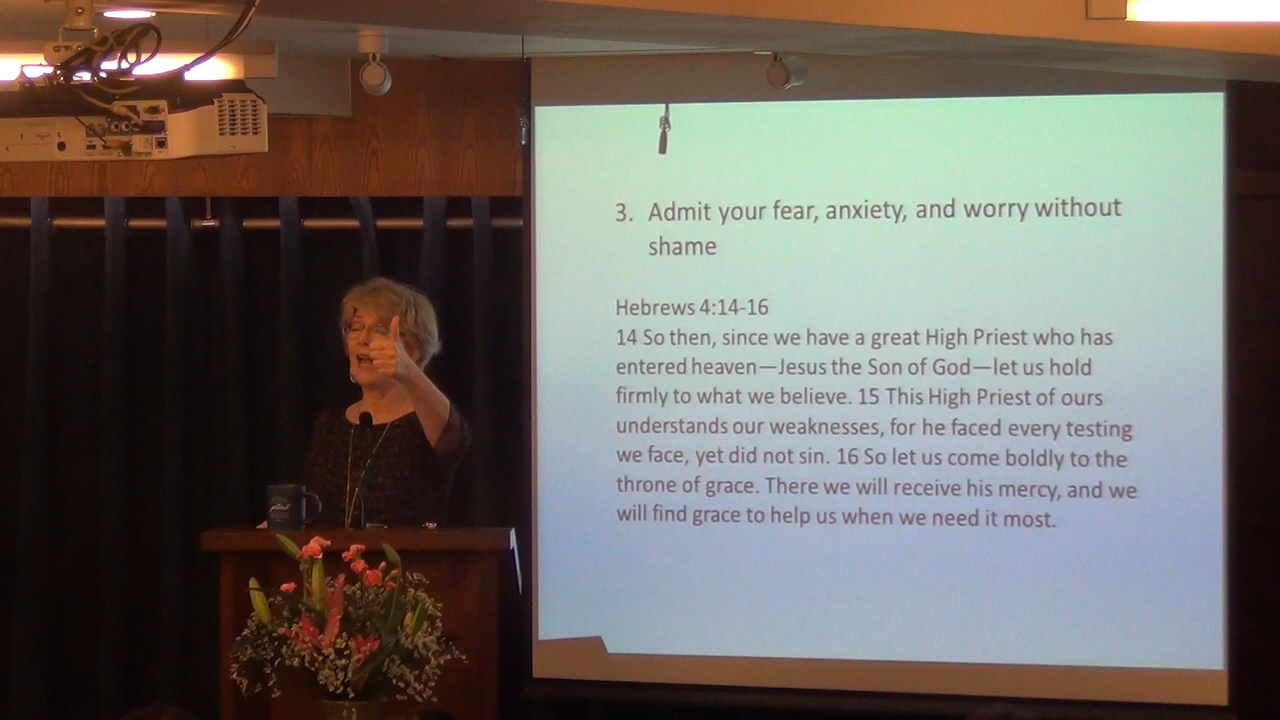 3. Admit your fear, anxiety, and worry without
shame
Hebrews 4:14-16
14 So then, since we have a great High Priest who has
entered heaven—Jesus the Son of God—let us hold
firmly to what we believe. 15 This High Priest of ours
understands our weaknesses, for he faced every testing
we face, yet did not sin. 16 So let us come boldly to the
throne of grace. There we will receive his mercy, and we
will find grace to help us when we need it most.